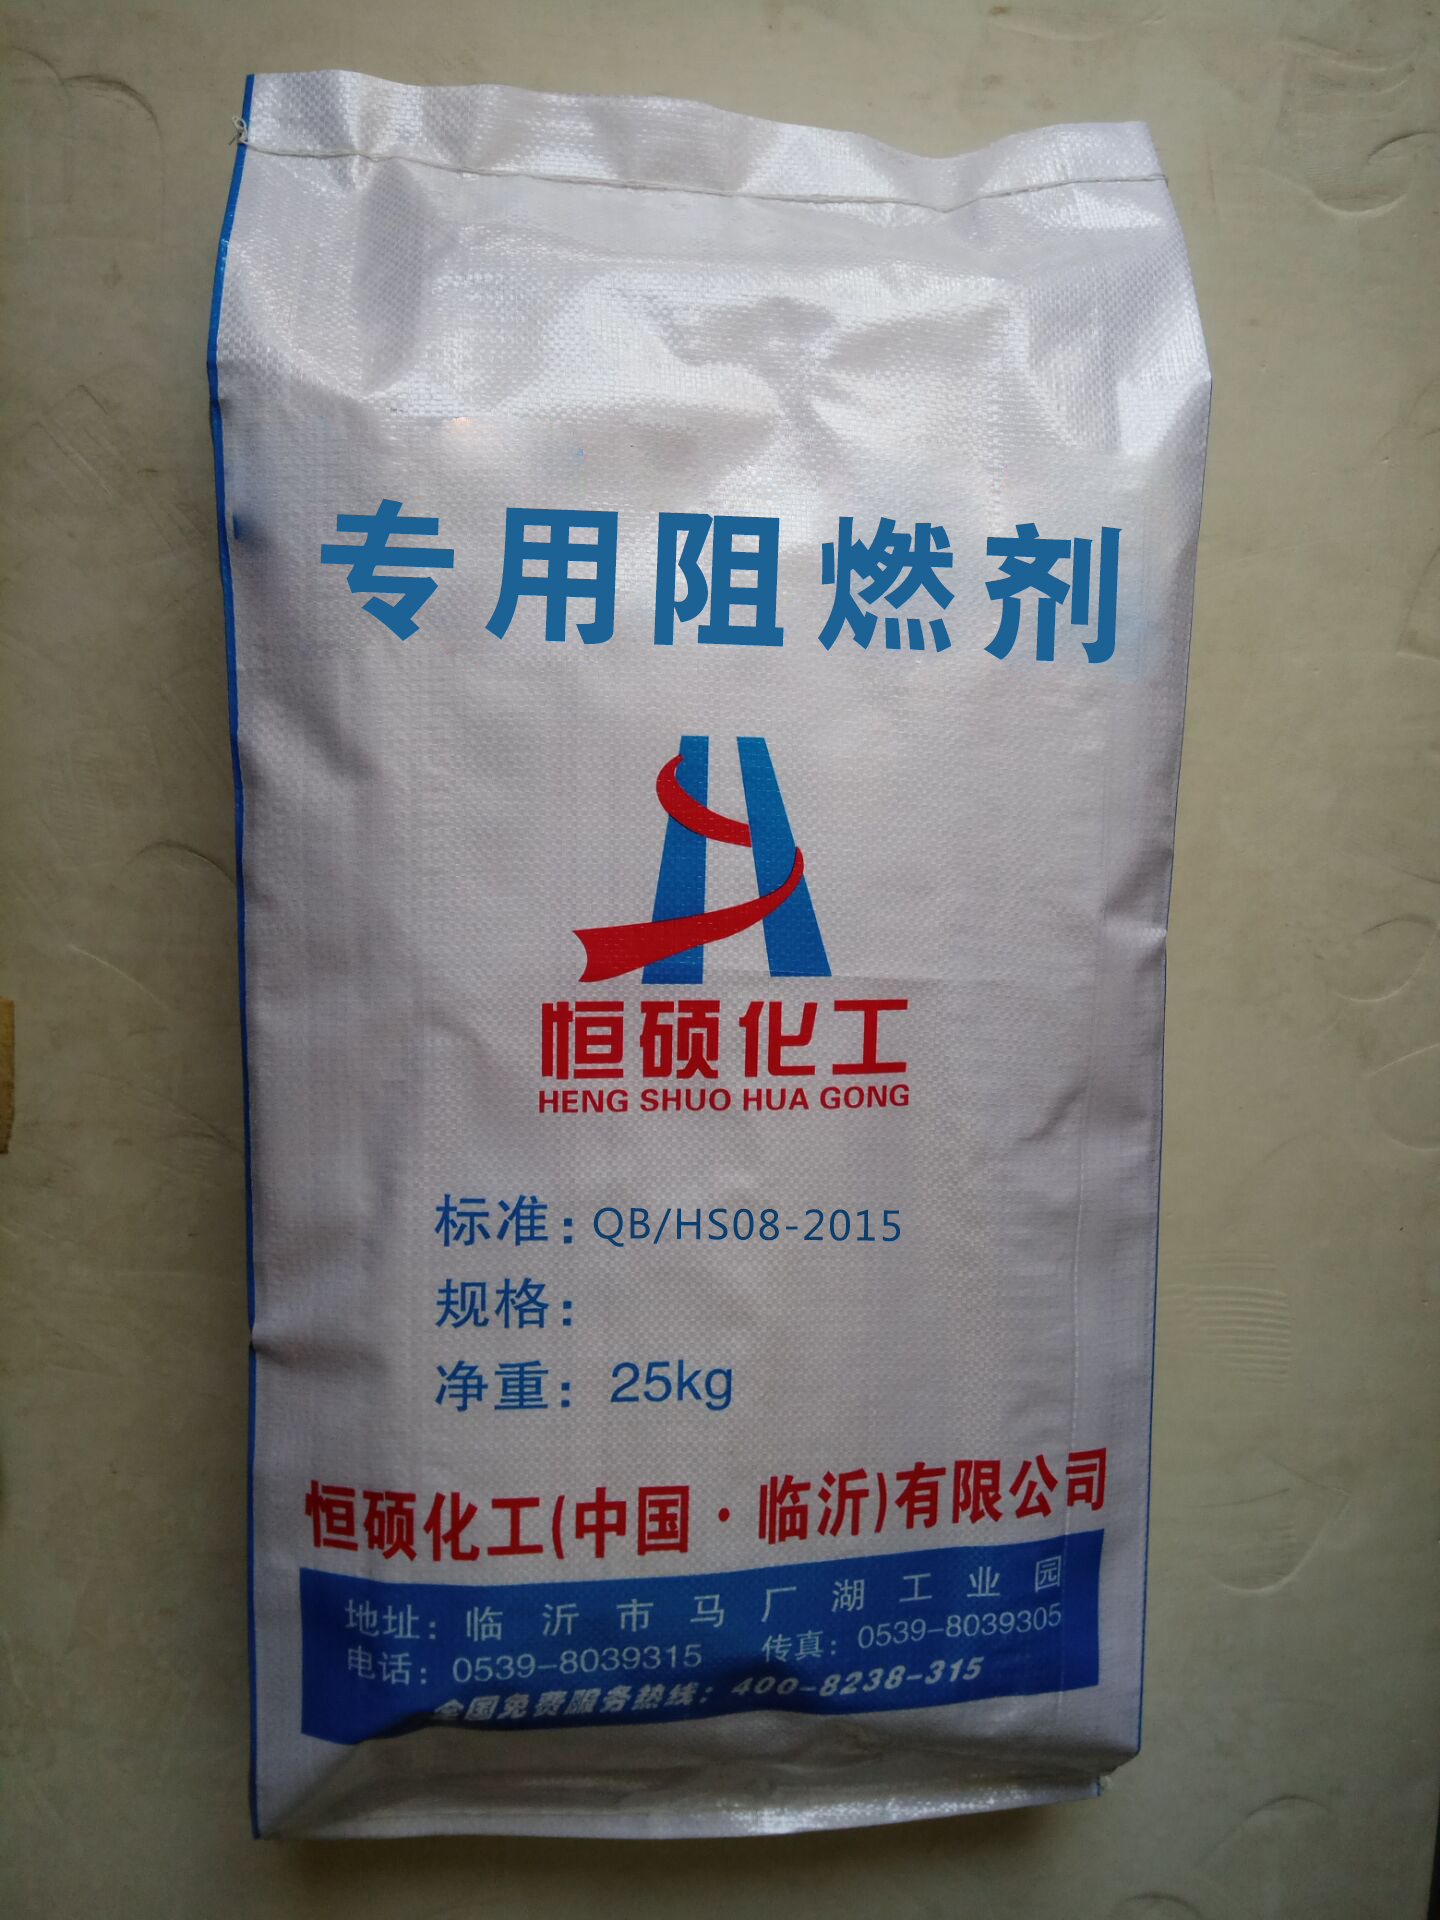 专用阻燃剂
恒硕化工
HENG SHUO HUA GONG
标准：QB/HS08-2015
规格：
净重：25kg
恒硕化工(中国·临沂)有限公司
地址：临沂市马厂湖工业园
电话：0539-8039315 传真：0539-8039305
全国免费服务热线：400-8238-315